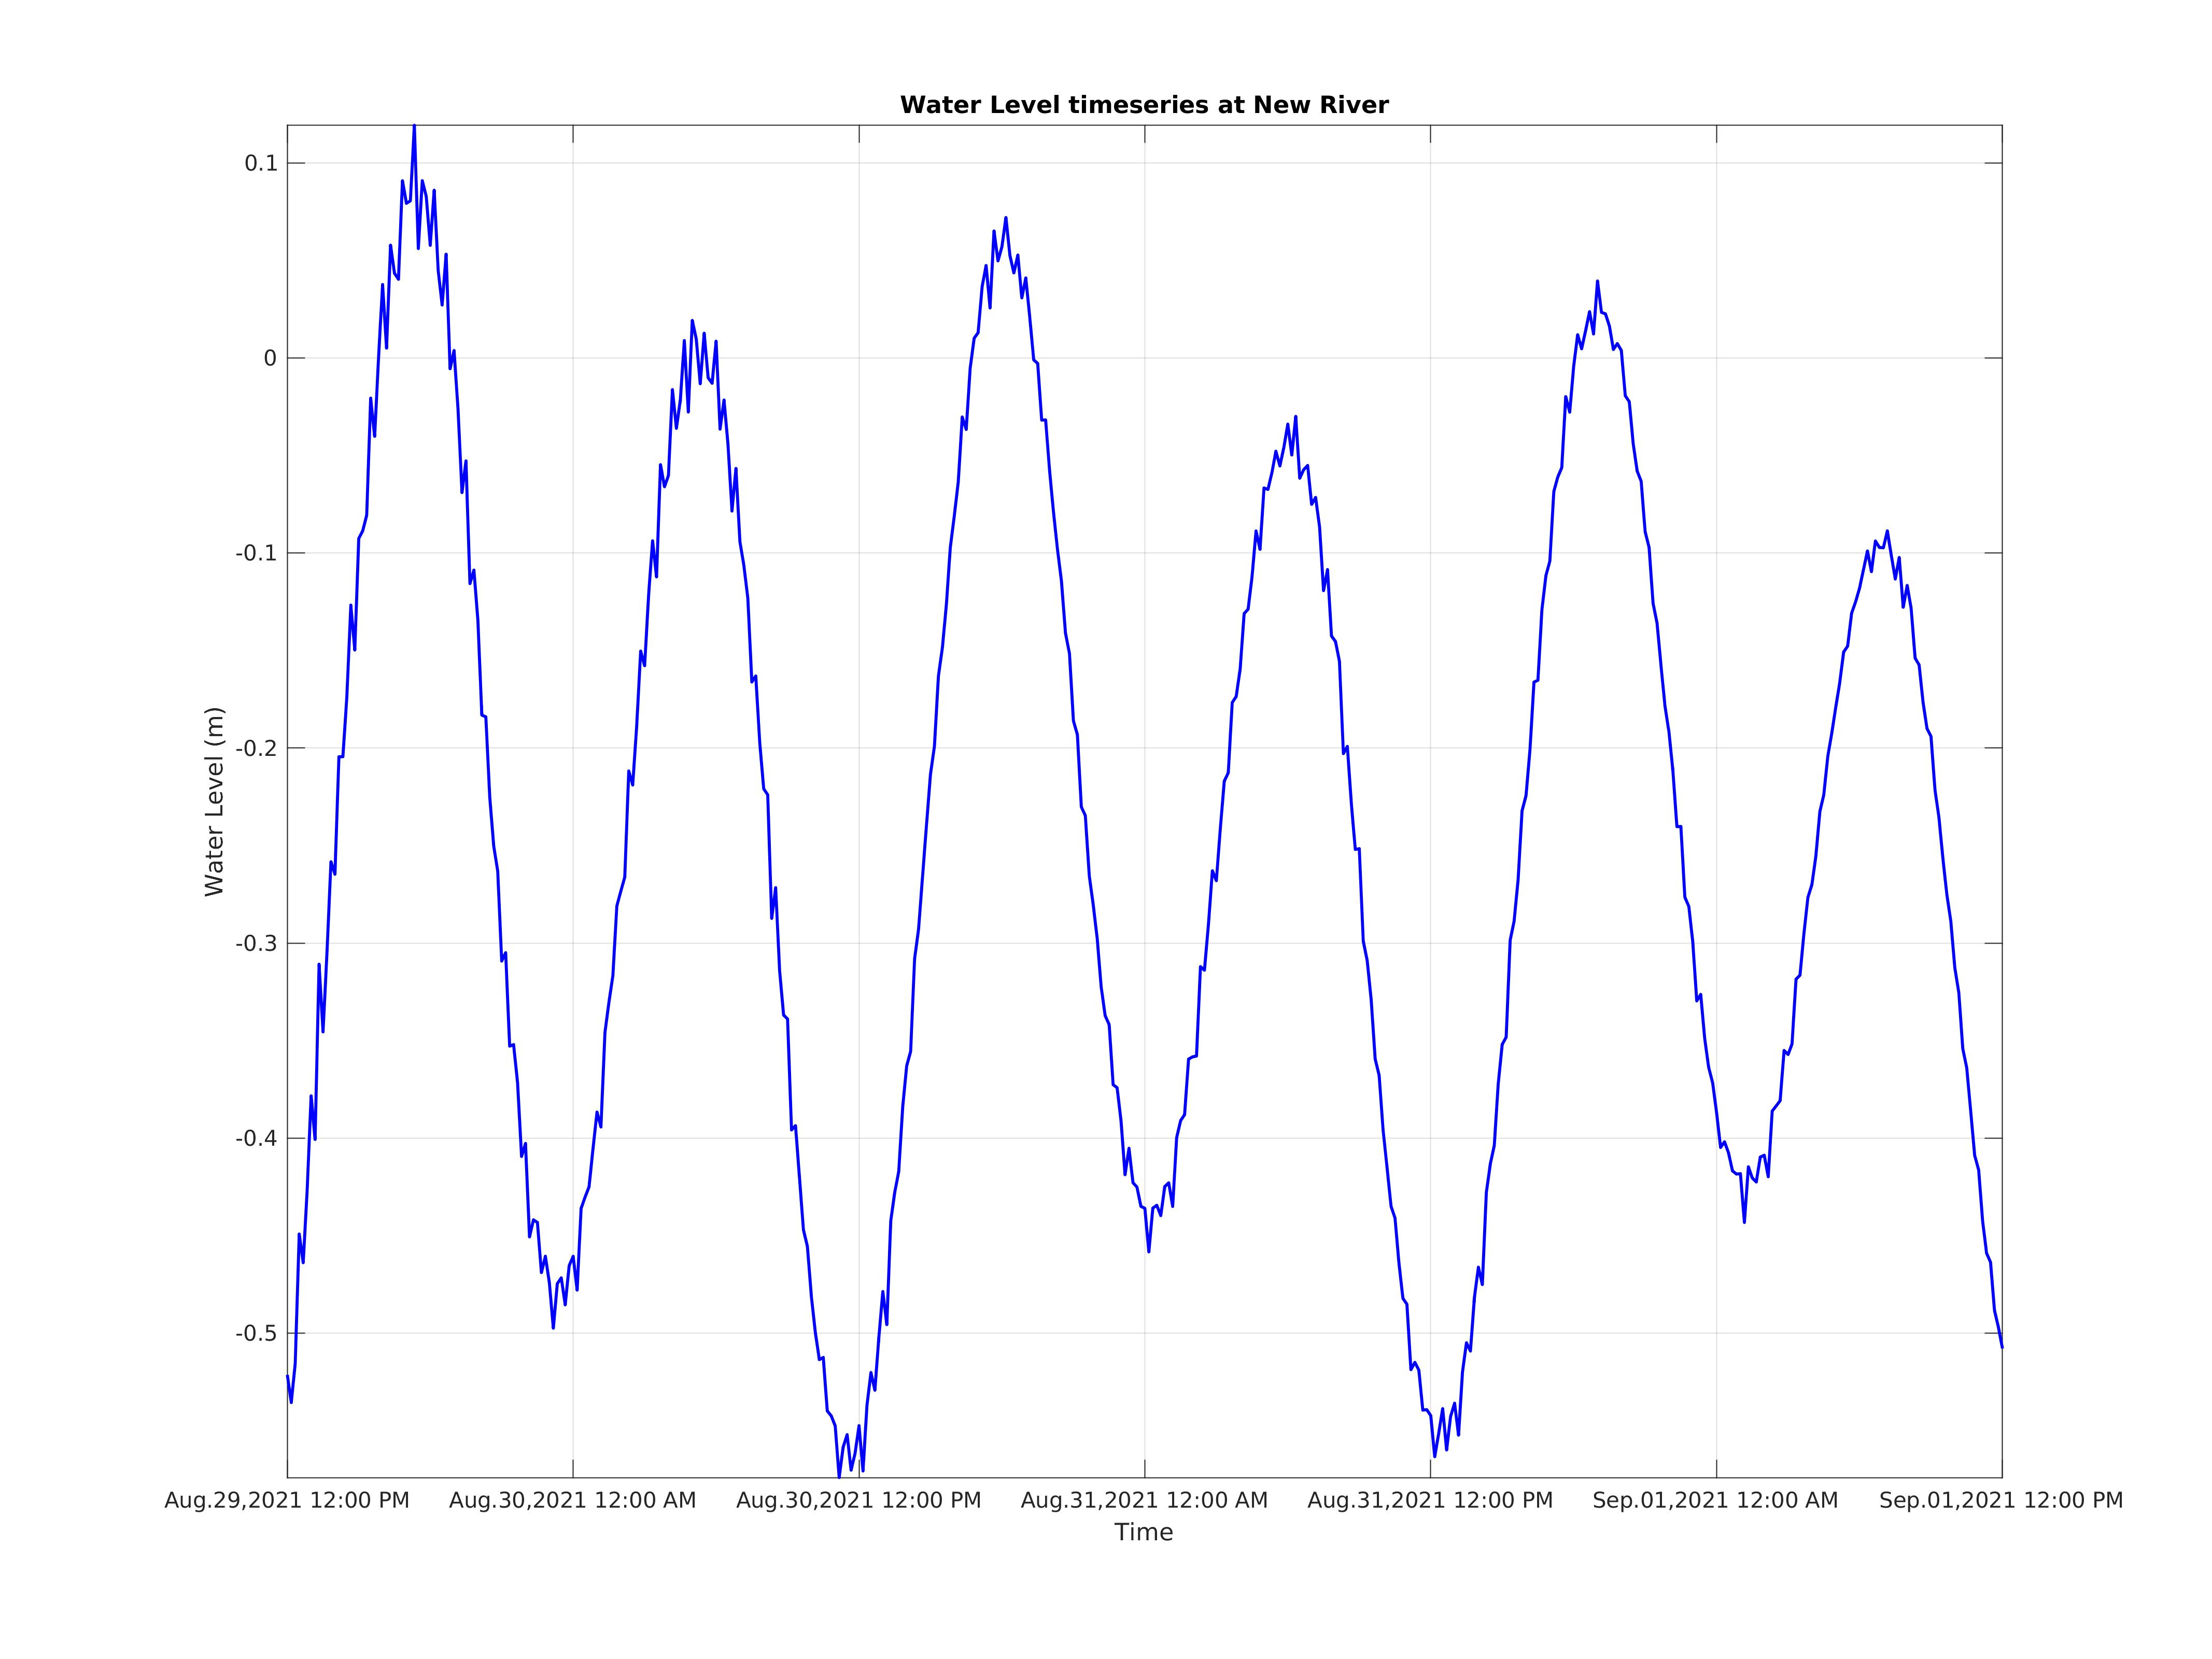 Water Level timeseries at New River
0.1
0
-0.1
-0.2
-0.3
-0.4
-0.5
Water Level (m)
Aug.29,2021 12:00 PM Aug.30,2021 12:00 AM Aug.30,2021 12:00 PM Aug.31,2021 12:00 AM Aug.31,2021 12:00 PM Sep.01,2021 12:00 AM Sep.01,2021 12:00 PM
Time